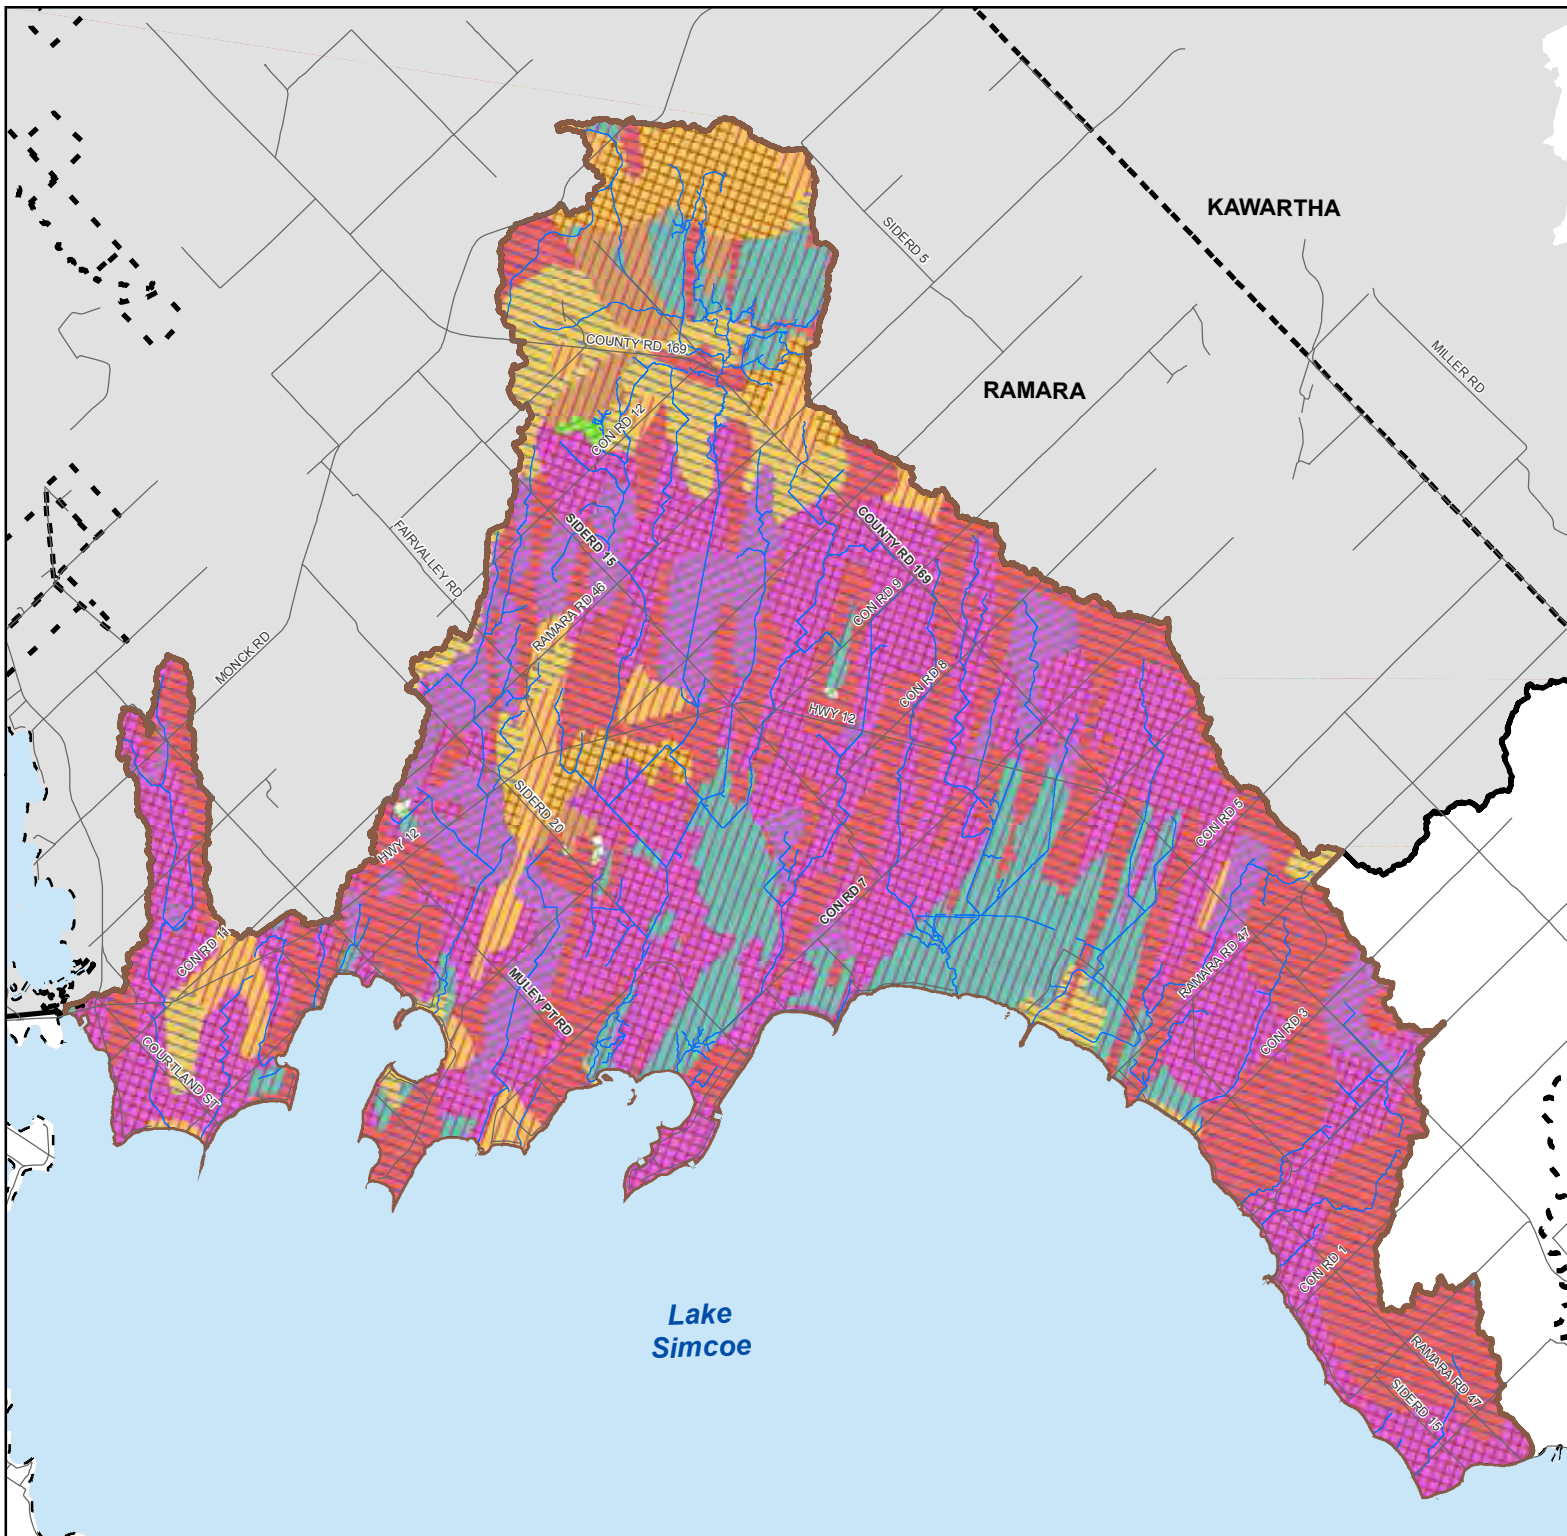 KAWARTHA
SIDERD 5
COUNTY RD 169
MILLER RD
RAMARA
CON RD 12
FAIRVALLEY RD
SIDERD 15
COUNTY RD 169
RAMARA RD 46
CON RD 9
MONCK RD
CON RD 8
HWY 12
SIDERD 20
HWY 12
CON RD 5
CON RD 7
CON RD 11
RAMARA RD 47
MULEY PT RD
CON RD 3
COURTLAND ST
CON RD 1
Lake
Simcoe
RAMARA RD 47
SIDERD 15